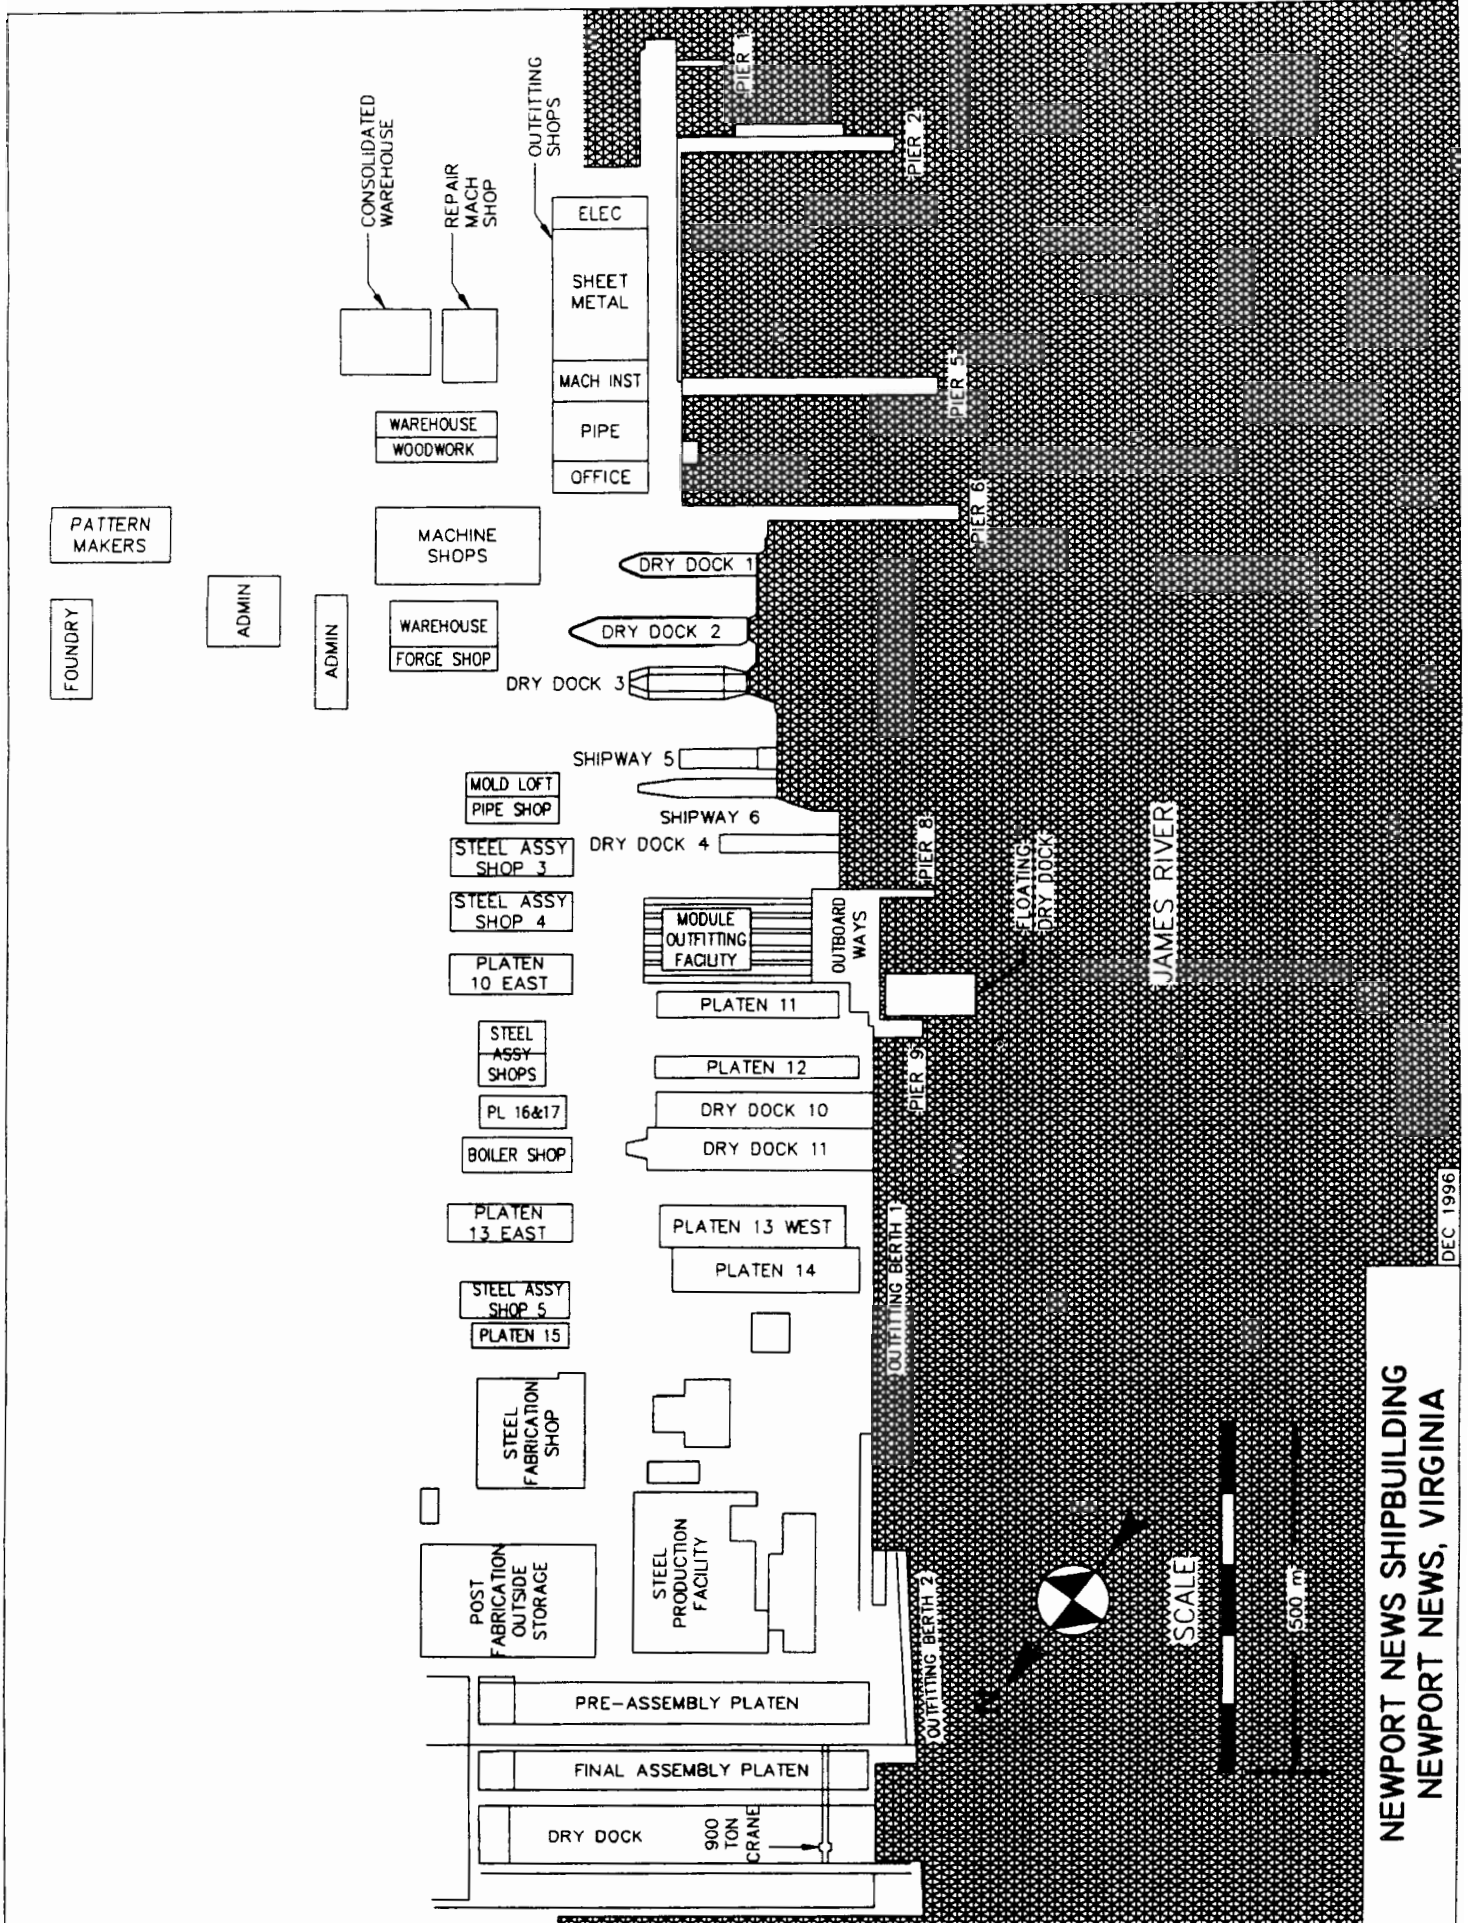 PIER 1
CONSOLIDATED
WAREHOUSE
REPAIR
MACH
SHOP
OUTFITTING
SHOPS
PIER 2
ELEC
SHEET
METAL
MACH INST
PIER 5
WAREHOUSE
WOODWORK
PIPE
OFFICE
PIER 6
PATTERN
MAKERS
MACHINE
SHOPS
DRY DOCK 1
FOUNDRY
ADMIN
ADMIN
WAREHOUSE
FORGE SHOP
DRY DOCK 2
DRY DOCK 3
SHIPWAY 5
MOLD LOFT
PIPE SHOP
SHIPWAY 6
STEEL ASSY
SHOP 3
DRY DOCK 4
PIER 8
FLOATING
DRY DOCK
JAMES RIVER
STEEL ASSY
SHOP 4
MODULE
OUTFITTING
FACILITY
OUTBOARD
WAYS
PLATEN
10 EAST
PLATEN 11
STEEL
ASSY
SHOPS
PLATEN 12
PIER 9
PL 16&17
DRY DOCK 10
BOILER SHOP
DRY DOCK 11
PLATEN
13 EAST
PLATEN 13 WEST
OUTFITTING BERTH 1
PLATEN 14
DEC 1996
STEEL ASSY
SHOP 5
PLATEN 15
STEEL
FABRICATION
SHOP
POST
FABRICATION
OUTSIDE
STORAGE
STEEL
PRODUCTION
FACILITY
OUTFITTING BERTH 2
N
SCALE
500 m
PRE-ASSEMBLY PLATEN
FINAL ASSEMBLY PLATEN
DRY DOCK
900
TON
CRANE
NEWPORT NEWS SHIPBUILDING
NEWPORT NEWS, VIRGINIA